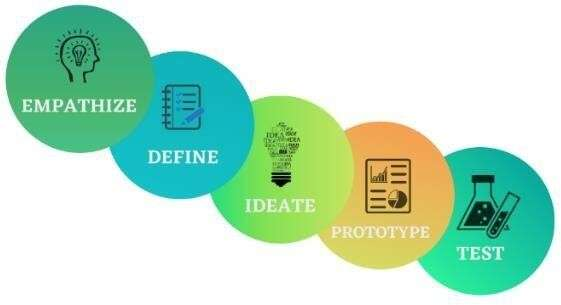 EMPATHIZE
DEFINE
IDEATE
PROTOTYPE
TEST